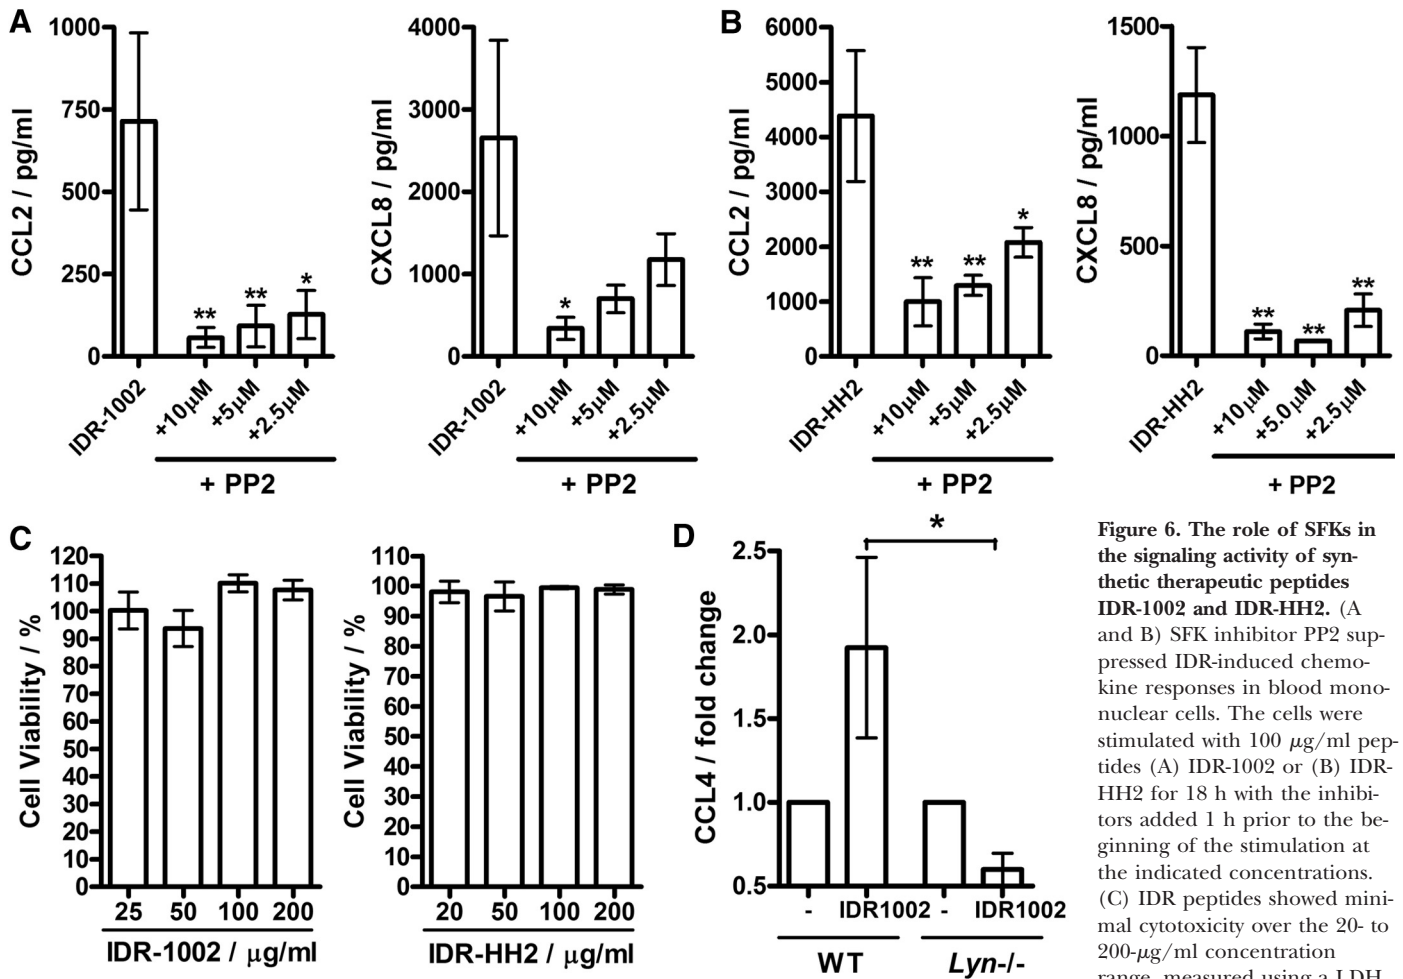 A
1000
750
500
250
0
CCL2 / pg/ml
**
**
*
IDR-1002
+10μM
+5μM
+2.5μM
+ PP2
4000
3000
2000
1000
0
CXCL8 / pg/ml
*
IDR-1002
+10μM
+5μM
+2.5μM
+ PP2
B
6000
5000
4000
3000
2000
1000
0
CCL2 / pg/ml
**
**
*
IDR-HH2
+10μM
+5μM
+2.5μM
+ PP2
1500
1000
500
0
CXCL8 / pg/ml
**
**
**
IDR-HH2
+10μM
+5.0μM
+2.5μM
+ PP2
C
120
110
100
90
80
70
60
50
40
30
20
10
0
Cell Viability / %
25 50 100 200
IDR-1002 / μg/ml
110
100
90
80
70
60
50
40
30
20
10
0
Cell Viability / %
20 50 100 200
IDR-HH2 / μg/ml
D
*
2.5
2.0
1.5
1.0
0.5
CCL4 / fold change
- IDR1002 - IDR1002
WT Lyn-/-
Figure 6. The role of SFKs in
the signaling activity of syn-
thetic therapeutic peptides
IDR-1002 and IDR-HH2. (A
and B) SFK inhibitor PP2 sup-
pressed IDR-induced chemo-
kine responses in blood mono-
nuclear cells. The cells were
stimulated with 100 μg/ml pep-
tides (A) IDR-1002 or (B) IDR-
HH2 for 18 h with the inhibi-
tors added 1 h prior to the be-
ginning of the stimulation at
the indicated concentrations.
(C) IDR peptides showed mini-
mal cytotoxicity over the 20- to
200-μg/ml concentration
range, measured using a LDH